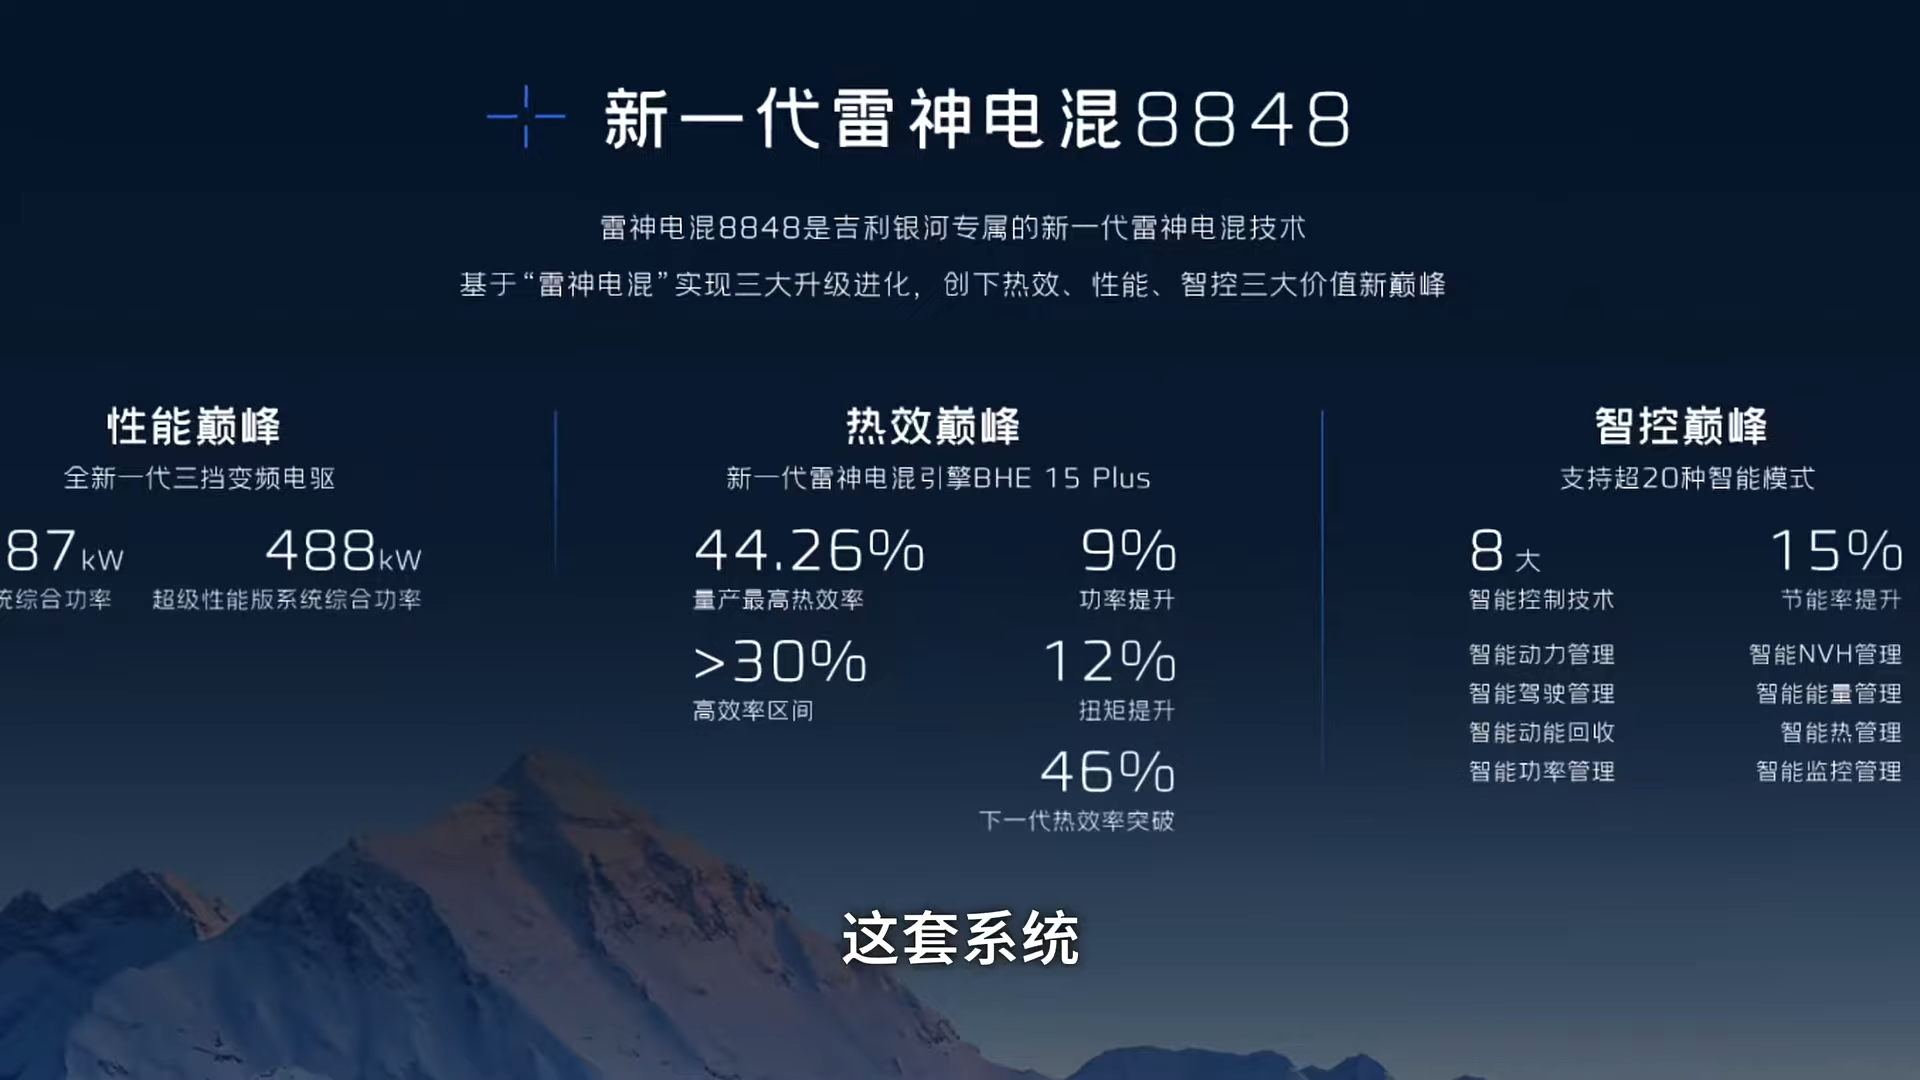 新一代雷神电混8848
雷神电混8848是吉利银河专属的新一代雷神电混技术
基于“雷神电混”实现三大升级进化，创下热效、性能、智控三大价值新巅峰
性能巅峰
全新一代三挡变频电驱
87kW
统综合功率
488kW
超级性能版系统综合功率
热效巅峰
新一代雷神电混引擎BHE 15 Plus
44.26%
量产最高热效率
9%
功率提升
>30%
高效率区间
12%
扭矩提升
46%
下一代热效率突破
智控巅峰
支持超20种智能模式
8大
智能控制技术
15%
节能率提升
智能动力管理
智能NVH管理
智能驾驶管理
智能能量管理
智能动能回收
智能热管理
智能功率管理
智能监控管理
这套系统